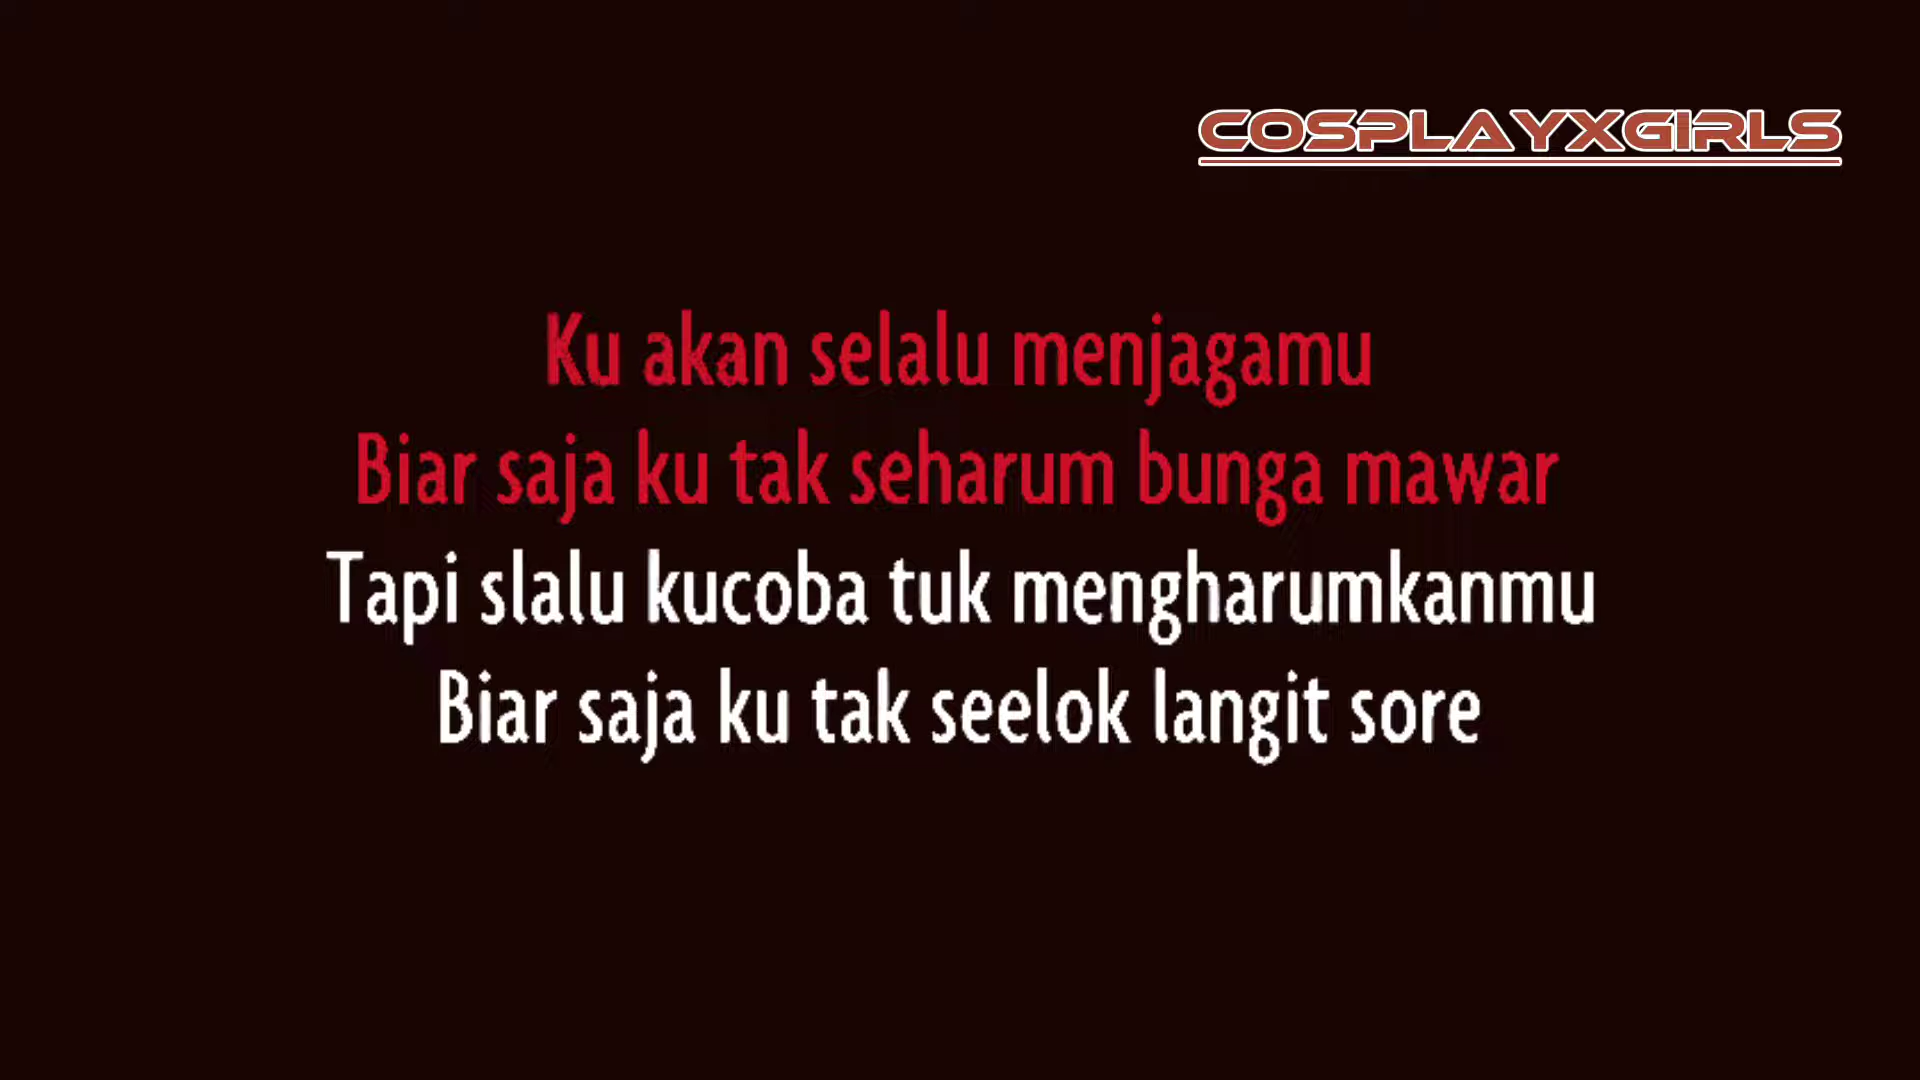 COSPLAYXGIRLS
Ku akan selalu menjagamu
Biar saja ku tak seharum bunga mawar
Tapi slalu kucoba tuk mengharumkanmu
Biar saja ku tak seelok langit sore